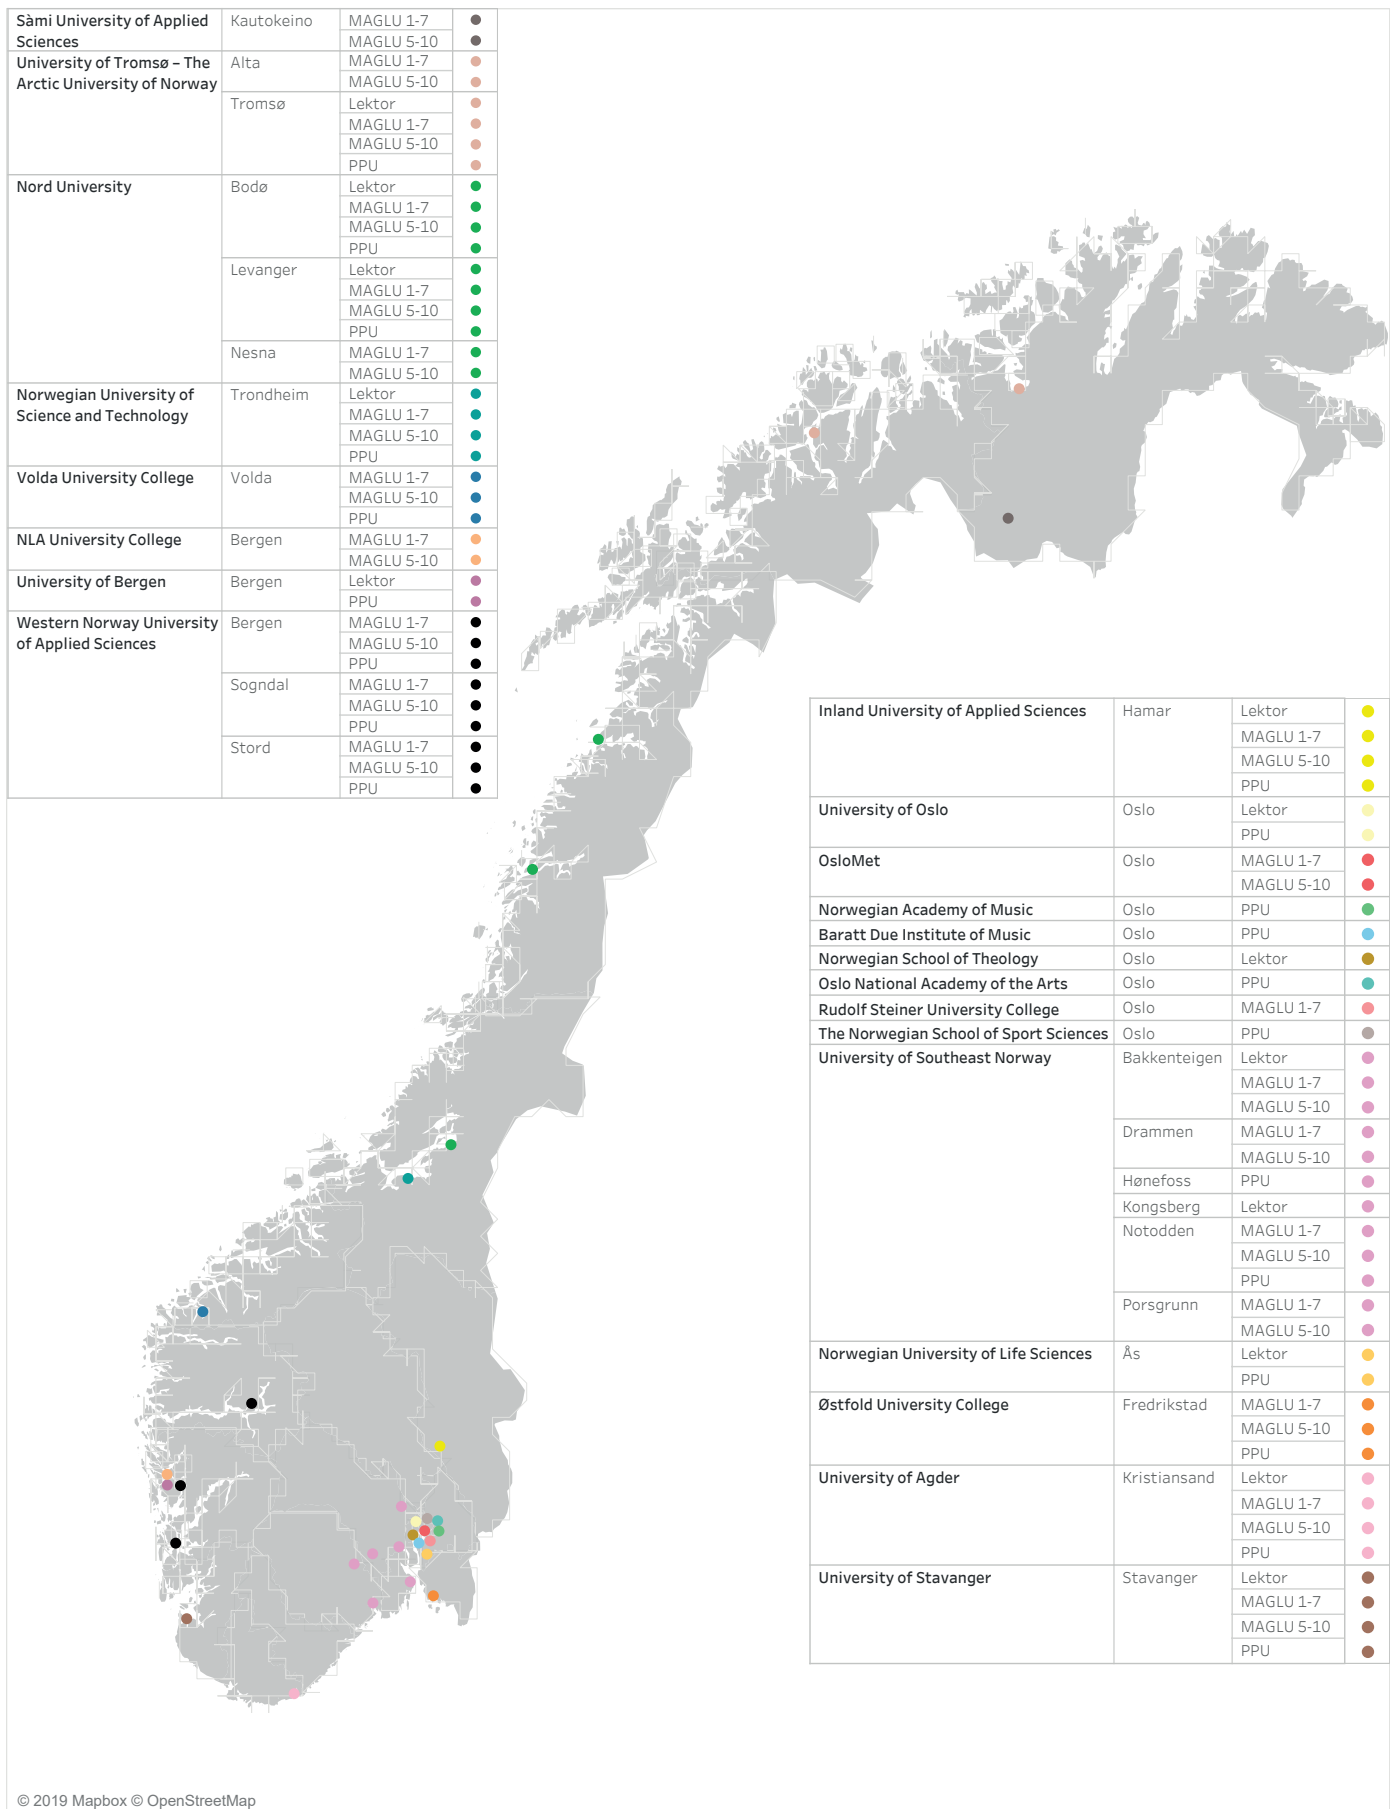 Sàmi University of Applied Sciences Kautokeino MAGLU 1-7
MAGLU 5-10
University of Tromsø – The Arctic University of Norway Alta MAGLU 1-7
MAGLU 5-10
Tromsø Lektor
MAGLU 1-7
MAGLU 5-10
PPU
Nord University Bodø Lektor
MAGLU 1-7
MAGLU 5-10
PPU
Levanger Lektor
MAGLU 1-7
MAGLU 5-10
PPU
Nesna MAGLU 1-7
MAGLU 5-10
Norwegian University of Science and Technology Trondheim Lektor
MAGLU 1-7
MAGLU 5-10
PPU
Volda University College Volda MAGLU 1-7
MAGLU 5-10
PPU
NLA University College Bergen MAGLU 1-7
MAGLU 5-10
University of Bergen Bergen Lektor
PPU
Western Norway University of Applied Sciences Bergen MAGLU 1-7
MAGLU 5-10
PPU
Sogndal MAGLU 1-7
MAGLU 5-10
PPU
Stord MAGLU 1-7
MAGLU 5-10
PPU
Inland University of Applied Sciences Hamar Lektor
MAGLU 1-7
MAGLU 5-10
PPU
University of Oslo Oslo Lektor
PPU
OsloMet Oslo MAGLU 1-7
MAGLU 5-10
Norwegian Academy of Music Oslo PPU
Baratt Due Institute of Music Oslo PPU
Norwegian School of Theology Oslo Lektor
Oslo National Academy of the Arts Oslo PPU
Rudolf Steiner University College Oslo MAGLU 1-7
The Norwegian School of Sport Sciences Oslo PPU
University of Southeast Norway Bakkenteigen Lektor
MAGLU 1-7
MAGLU 5-10
Drammen MAGLU 1-7
MAGLU 5-10
Hønefoss PPU
Kongsberg Lektor
Notodden MAGLU 1-7
MAGLU 5-10
PPU
Porsgrunn MAGLU 1-7
MAGLU 5-10
Norwegian University of Life Sciences Ås Lektor
PPU
Østfold University College Fredrikstad MAGLU 1-7
MAGLU 5-10
PPU
University of Agder Kristiansand Lektor
MAGLU 1-7
MAGLU 5-10
PPU
University of Stavanger Stavanger Lektor
MAGLU 1-7
MAGLU 5-10
PPU
© 2019 Mapbox © OpenStreetMap